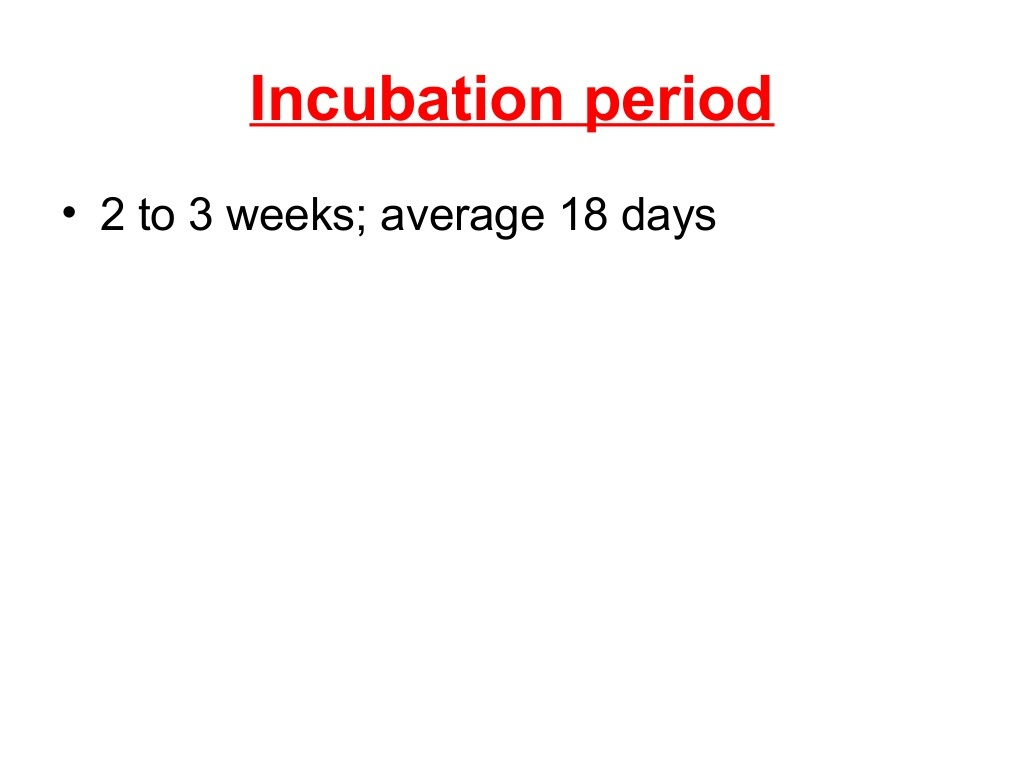 Incubation period
• 2 to 3 weeks; average 18 days